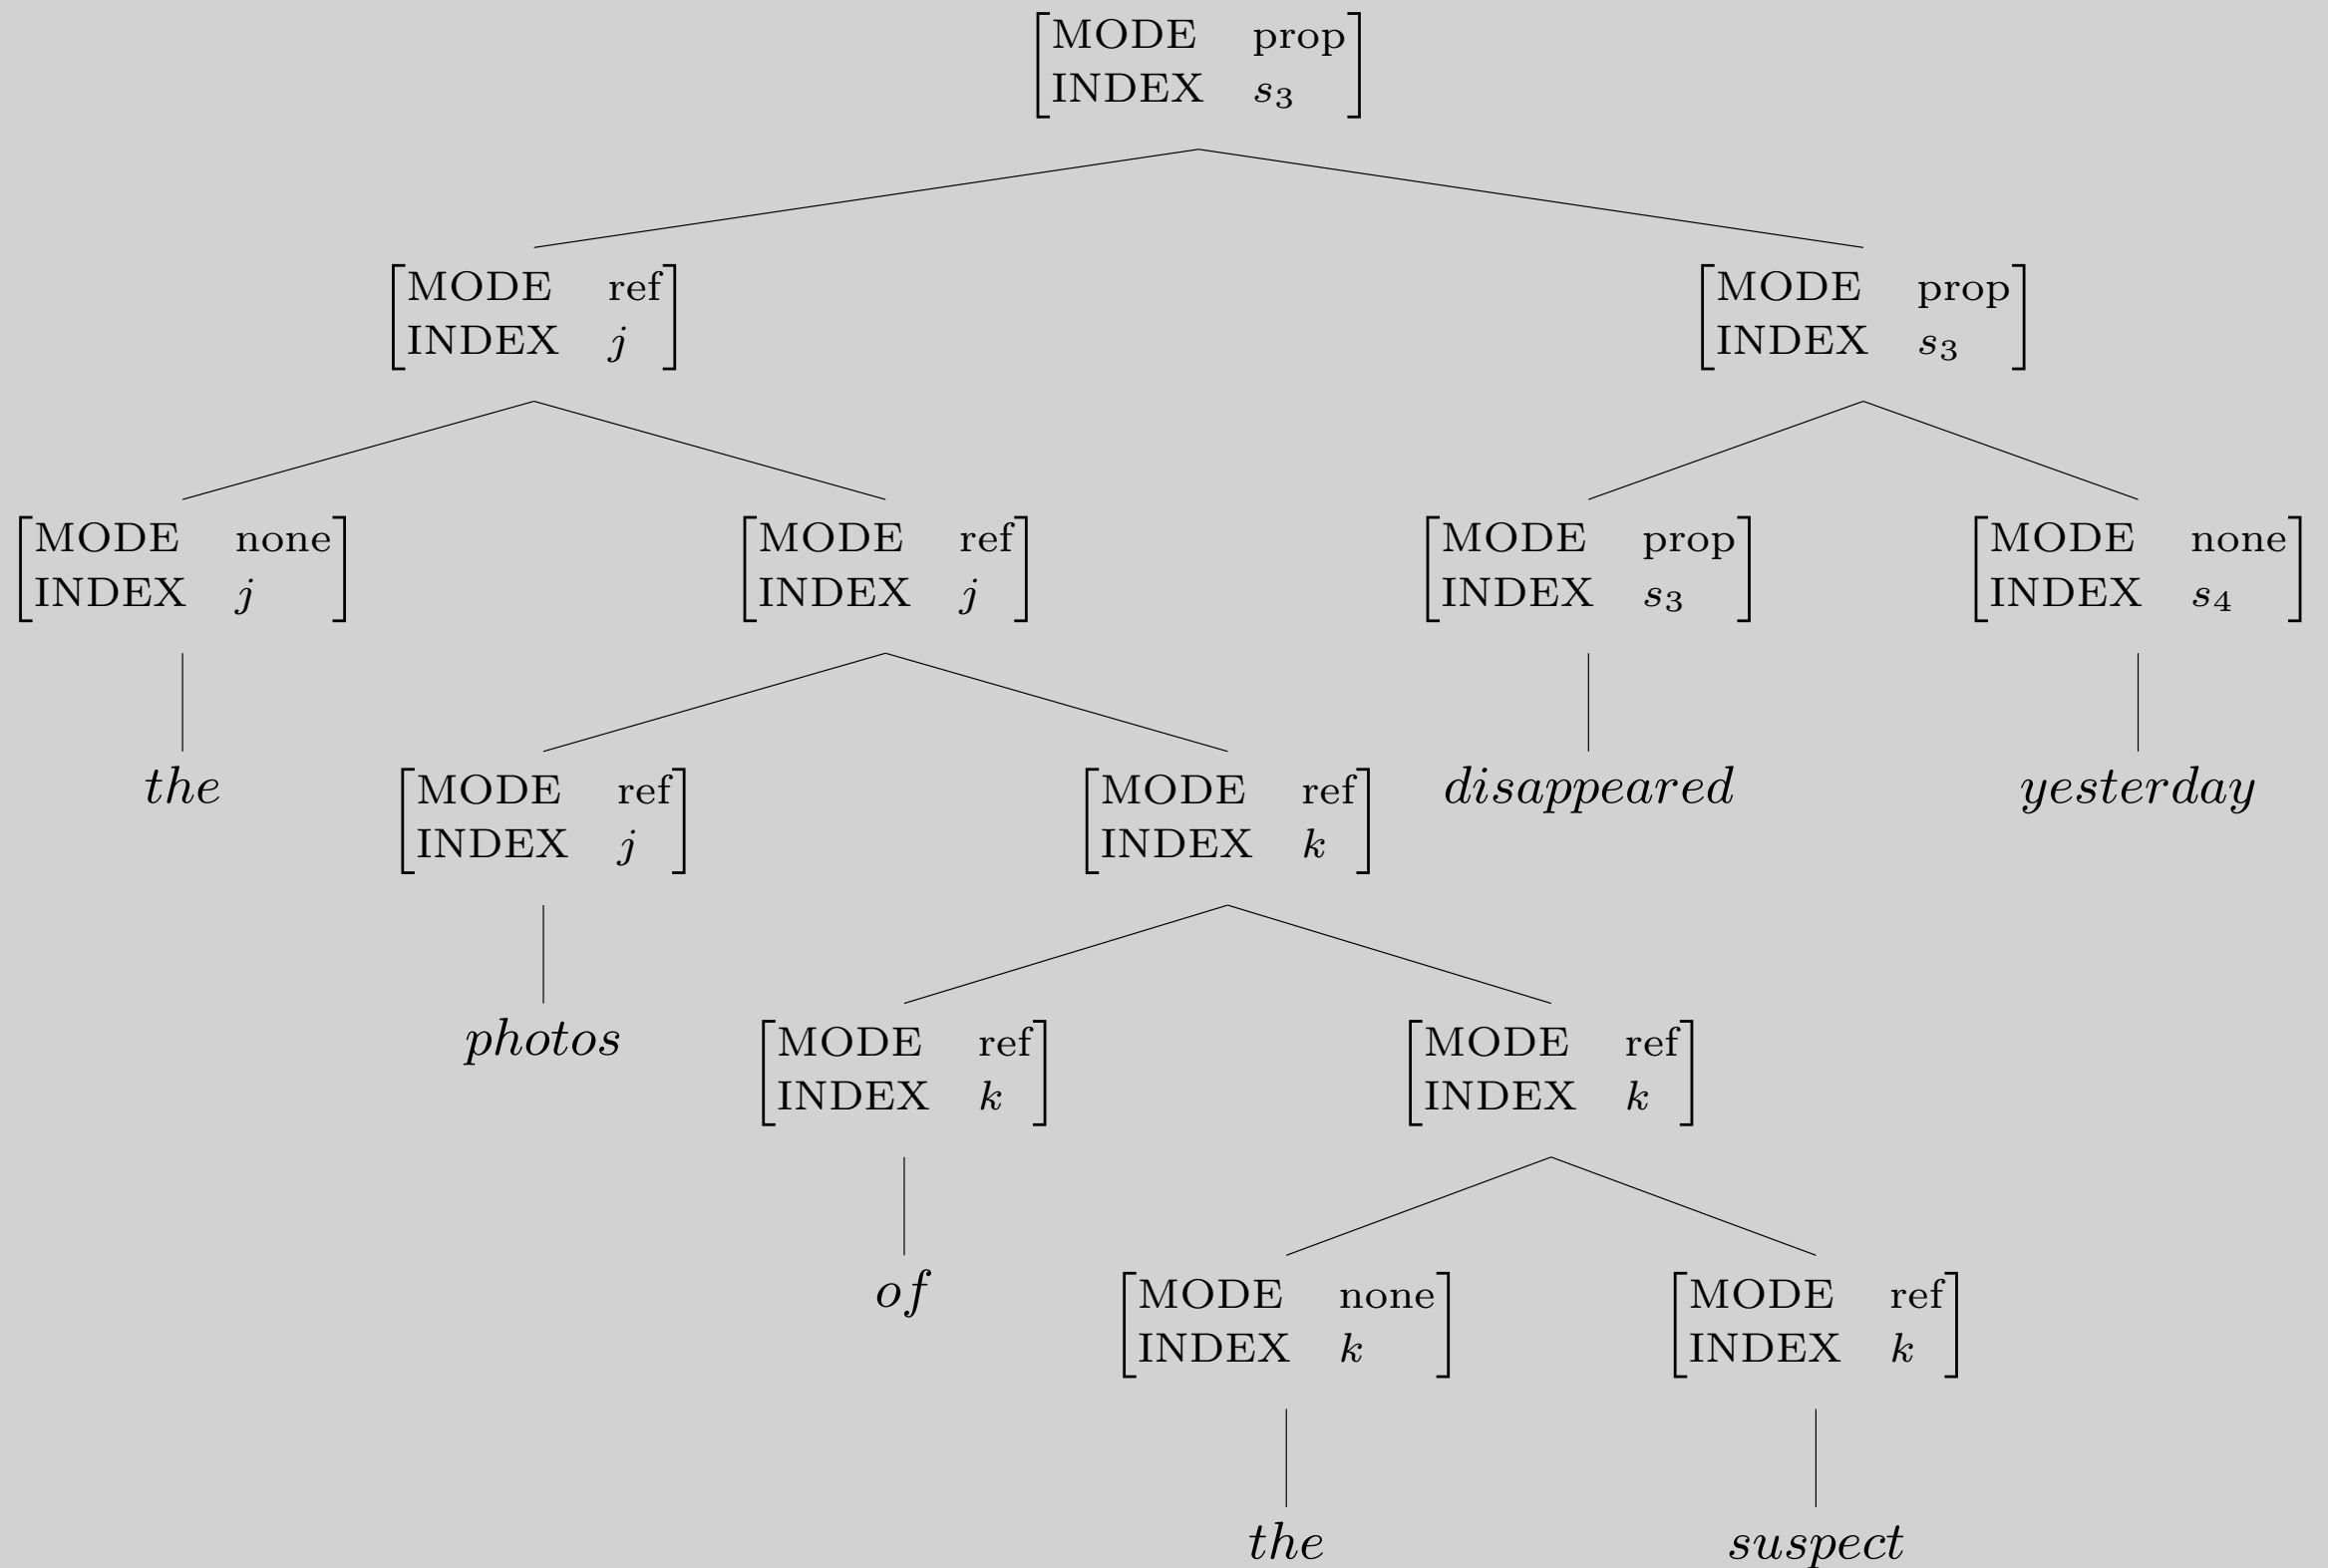 MODE prop
INDEX s₃
MODE ref
INDEX j
MODE prop
INDEX s₃
MODE none
INDEX j
MODE ref
INDEX j
MODE prop
INDEX s₃
MODE none
INDEX s₄
the
MODE ref
INDEX j
MODE ref
INDEX k
disappeared
yesterday
photos
MODE ref
INDEX k
MODE ref
INDEX k
of
MODE none
INDEX k
MODE ref
INDEX k
the
suspect